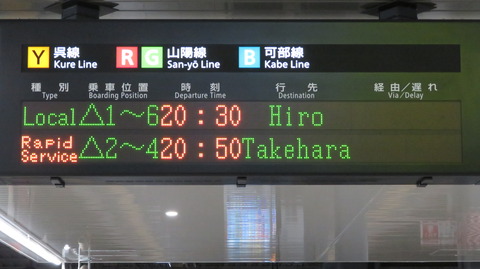 Y 呉線 R G 山陽線 B 可部線
Kure Line San-yō Line Kabe Line
種別 乗車位置 時刻 行先 経由/遅れ
Type Boarding Position Departure Time Destination Via/Delay
Local △1～6 20:30 Hiro
Rapid Service △2～4 20:50 Takehara